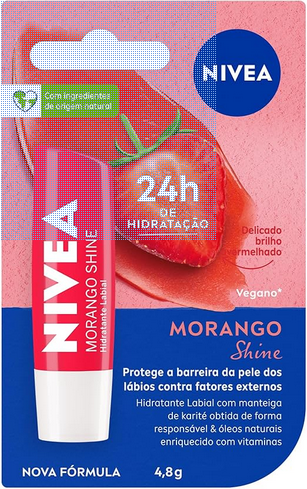 NIVEA
Com ingredientes
de origem natural
24h
DE
HIDRATAÇÃO
Delicado
brilho
vermelhado
Vegano*
NIVEA
MORANGO SHINE
Hidratante Labial
MORANGO
Shine
Protege a barreira da pele dos
lábios contra fatores externos
Hidratante Labial com manteiga
de karité obtida de forma
responsável & óleos naturais
enriquecido com vitaminas
NOVA FÓRMULA
4,8g